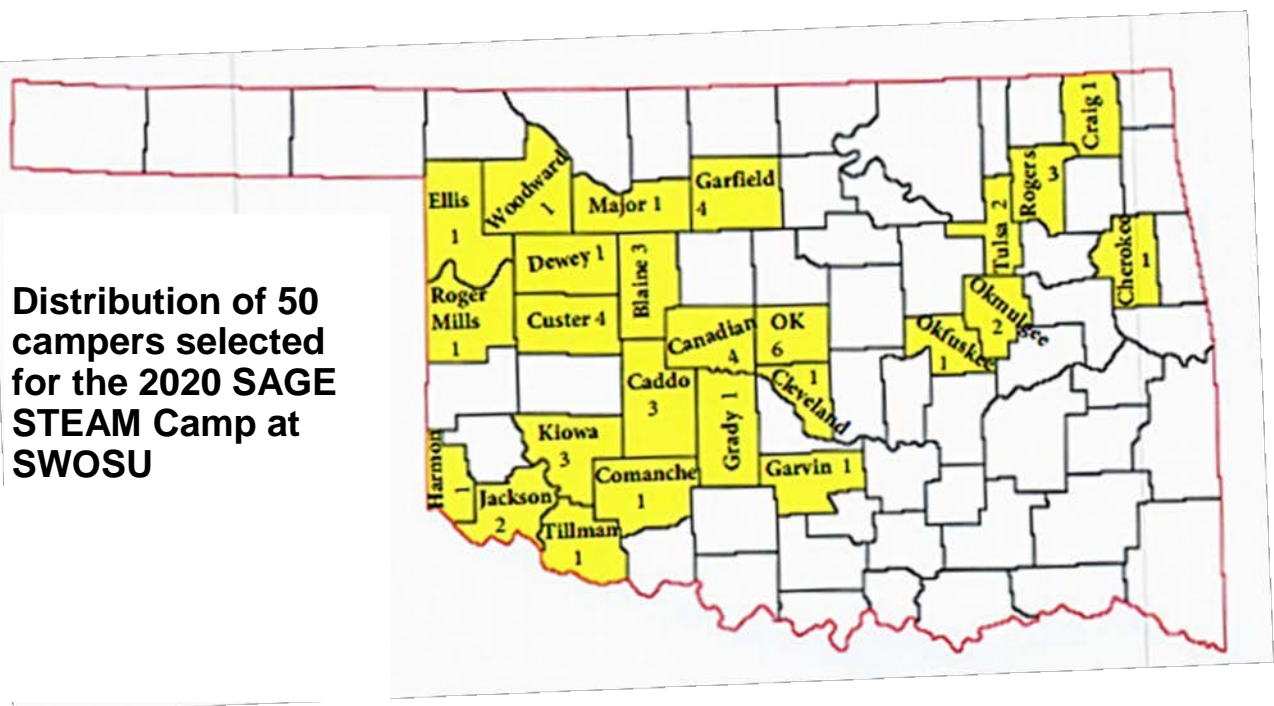 Distribution of 50
campers selected
for the 2020 SAGE
STEAM Camp at
SWOSU
Craig 1
Rogers 3
Ellis
1
Woodward
1
Major 1
Garfield
4
Tulsa 2
Cherokee 1
Dewey 1
Blaine 3
Roger
Mills
1
Custer 4
Canadian
4
OK
6
Okmulgee
2
Okfuskee
1
Caddo
3
Grady 1
1
Cleveland
Kiowa
3
Harmon
1
Jackson
2
Comanche
1
Garvin 1
Tillman
1